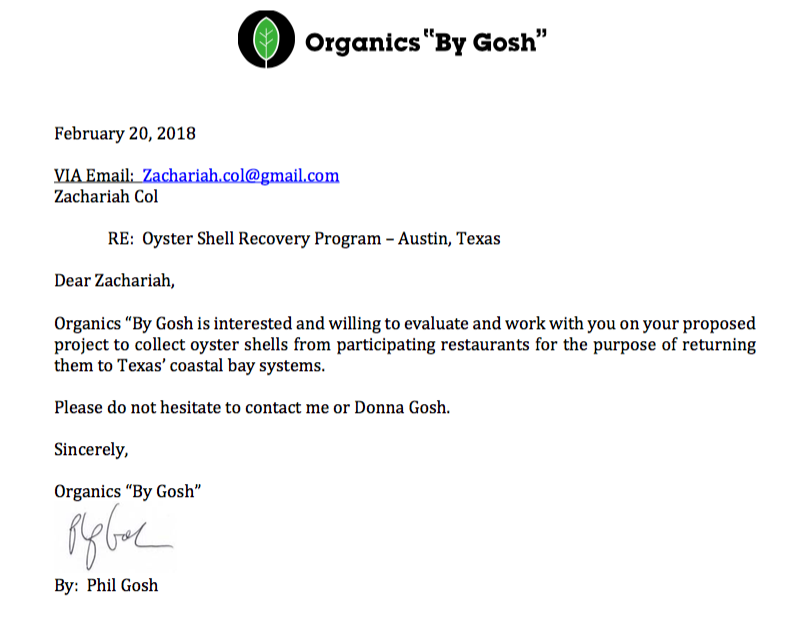 Organics “By Gosh”
February 20, 2018
VIA Email: Zachariah.col@gmail.com
Zachariah Col
RE: Oyster Shell Recovery Program – Austin, Texas
Dear Zachariah,
Organics “By Gosh is interested and willing to evaluate and work with you on your proposed
project to collect oyster shells from participating restaurants for the purpose of returning
them to Texas’ coastal bay systems.
Please do not hesitate to contact me or Donna Gosh.
Sincerely,
Organics “By Gosh”
By: Phil Gosh